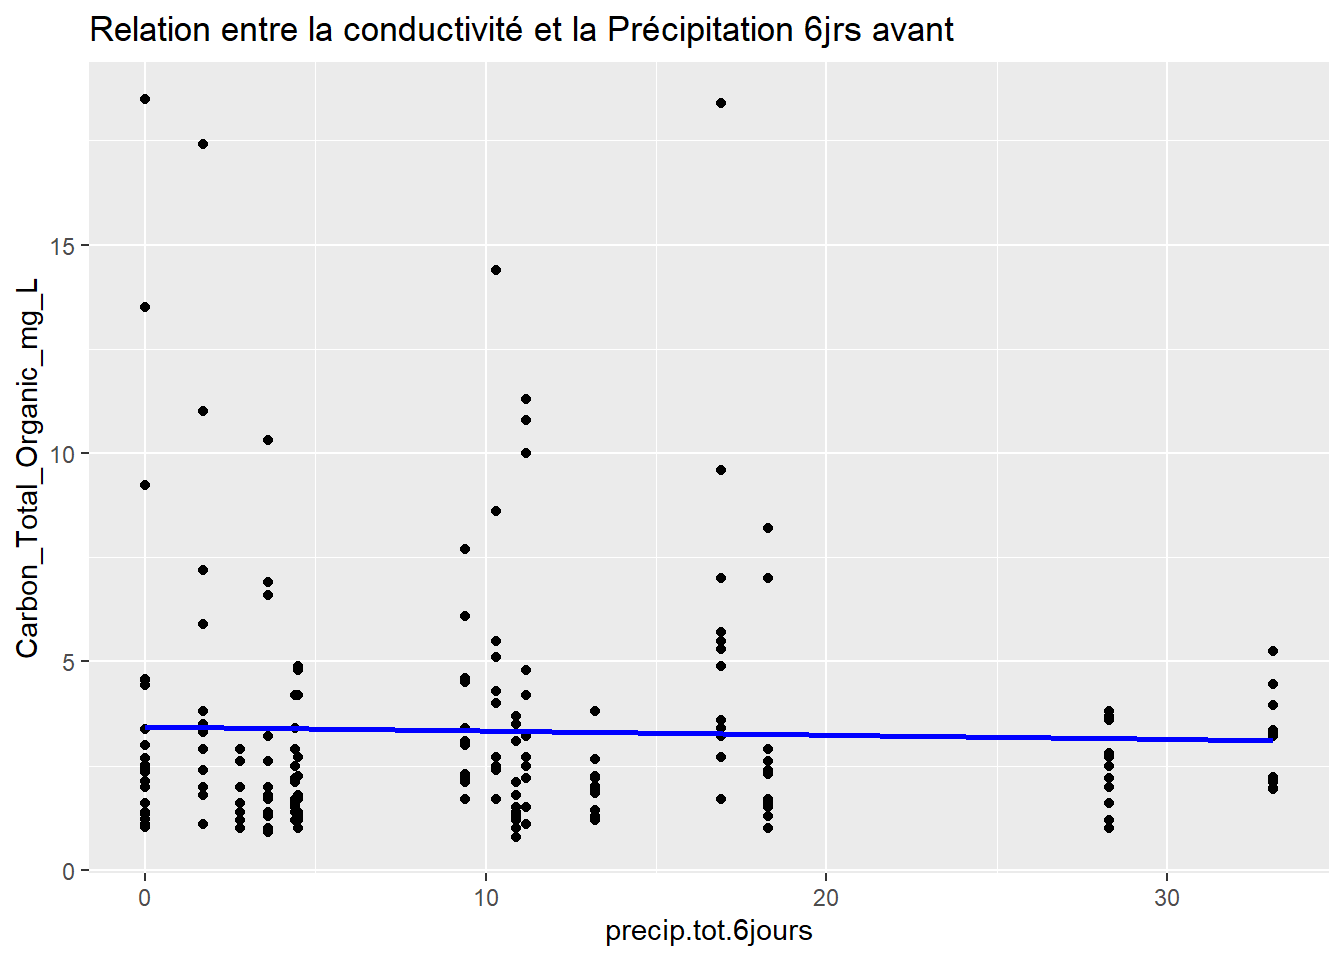 Relation entre la conductivité et la Précipitation 6jrs avant
Carbon_Total_Organic_mg_L
15
10
5
0
0 10 20 30
precip.tot.6jours